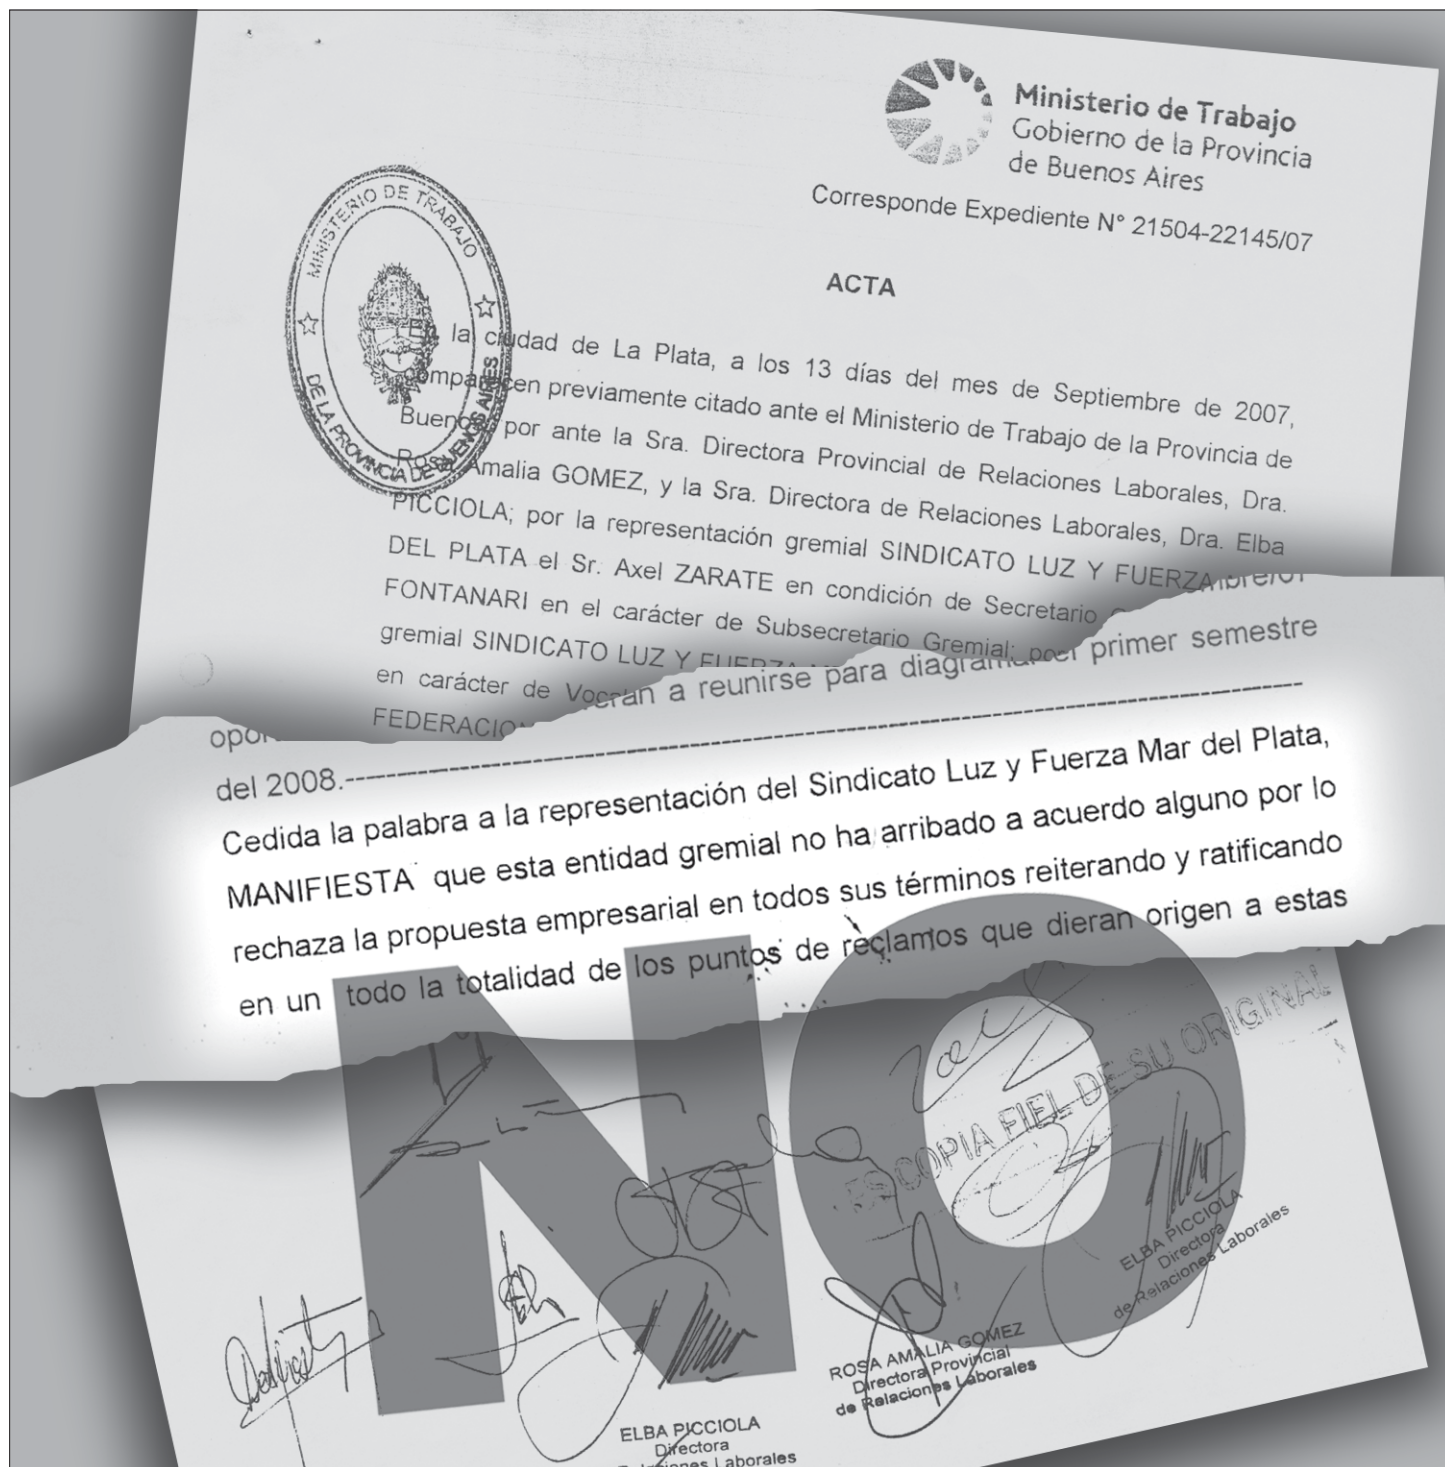 Ministerio de Trabajo
Gobierno de la Provincia
de Buenos Aires
Corresponde Expediente N° 21504-22145/07
MINISTERIO DE TRABAJO
DE LA PROVINCIA DE BUENOS AIRES
ACTA
En la ciudad de La Plata, a los 13 días del mes de Septiembre de 2007,
comparecen previamente citado ante el Ministerio de Trabajo de la Provincia de
Buenos por ante la Sra. Directora Provincial de Relaciones Laborales, Dra.
Rosa Amalia GOMEZ, y la Sra. Directora de Relaciones Laborales, Dra. Elba
PICCIOLA; por la representación gremial SINDICATO LUZ Y FUERZA
DEL PLATA el Sr. Axel ZARATE en condición de Secretario
FONTANARI en el carácter de Subsecretario Gremial;
gremial SINDICATO LUZ Y FUERZA
en carácter de
FEDERACION
a reunirse para diagramar primer semestre
del 2008.-
Cedida la palabra a la representación del Sindicato Luz y Fuerza Mar del Plata,
MANIFIESTA que esta entidad gremial no ha arribado a acuerdo alguno por lo
rechaza la propuesta empresarial en todos sus términos reiterando y ratificando
en un todo la totalidad de los puntos de reclamos que dieran origen a estas
NO
ES COPIA FIEL DE SU ORIGINAL
ELBA PICCIOLA
Directora
de Relaciones Laborales
ROSA AMALIA GOMEZ
Directora Provincial
de Relaciones Laborales
ELBA PICCIOLA
Directora
Relaciones Laborales